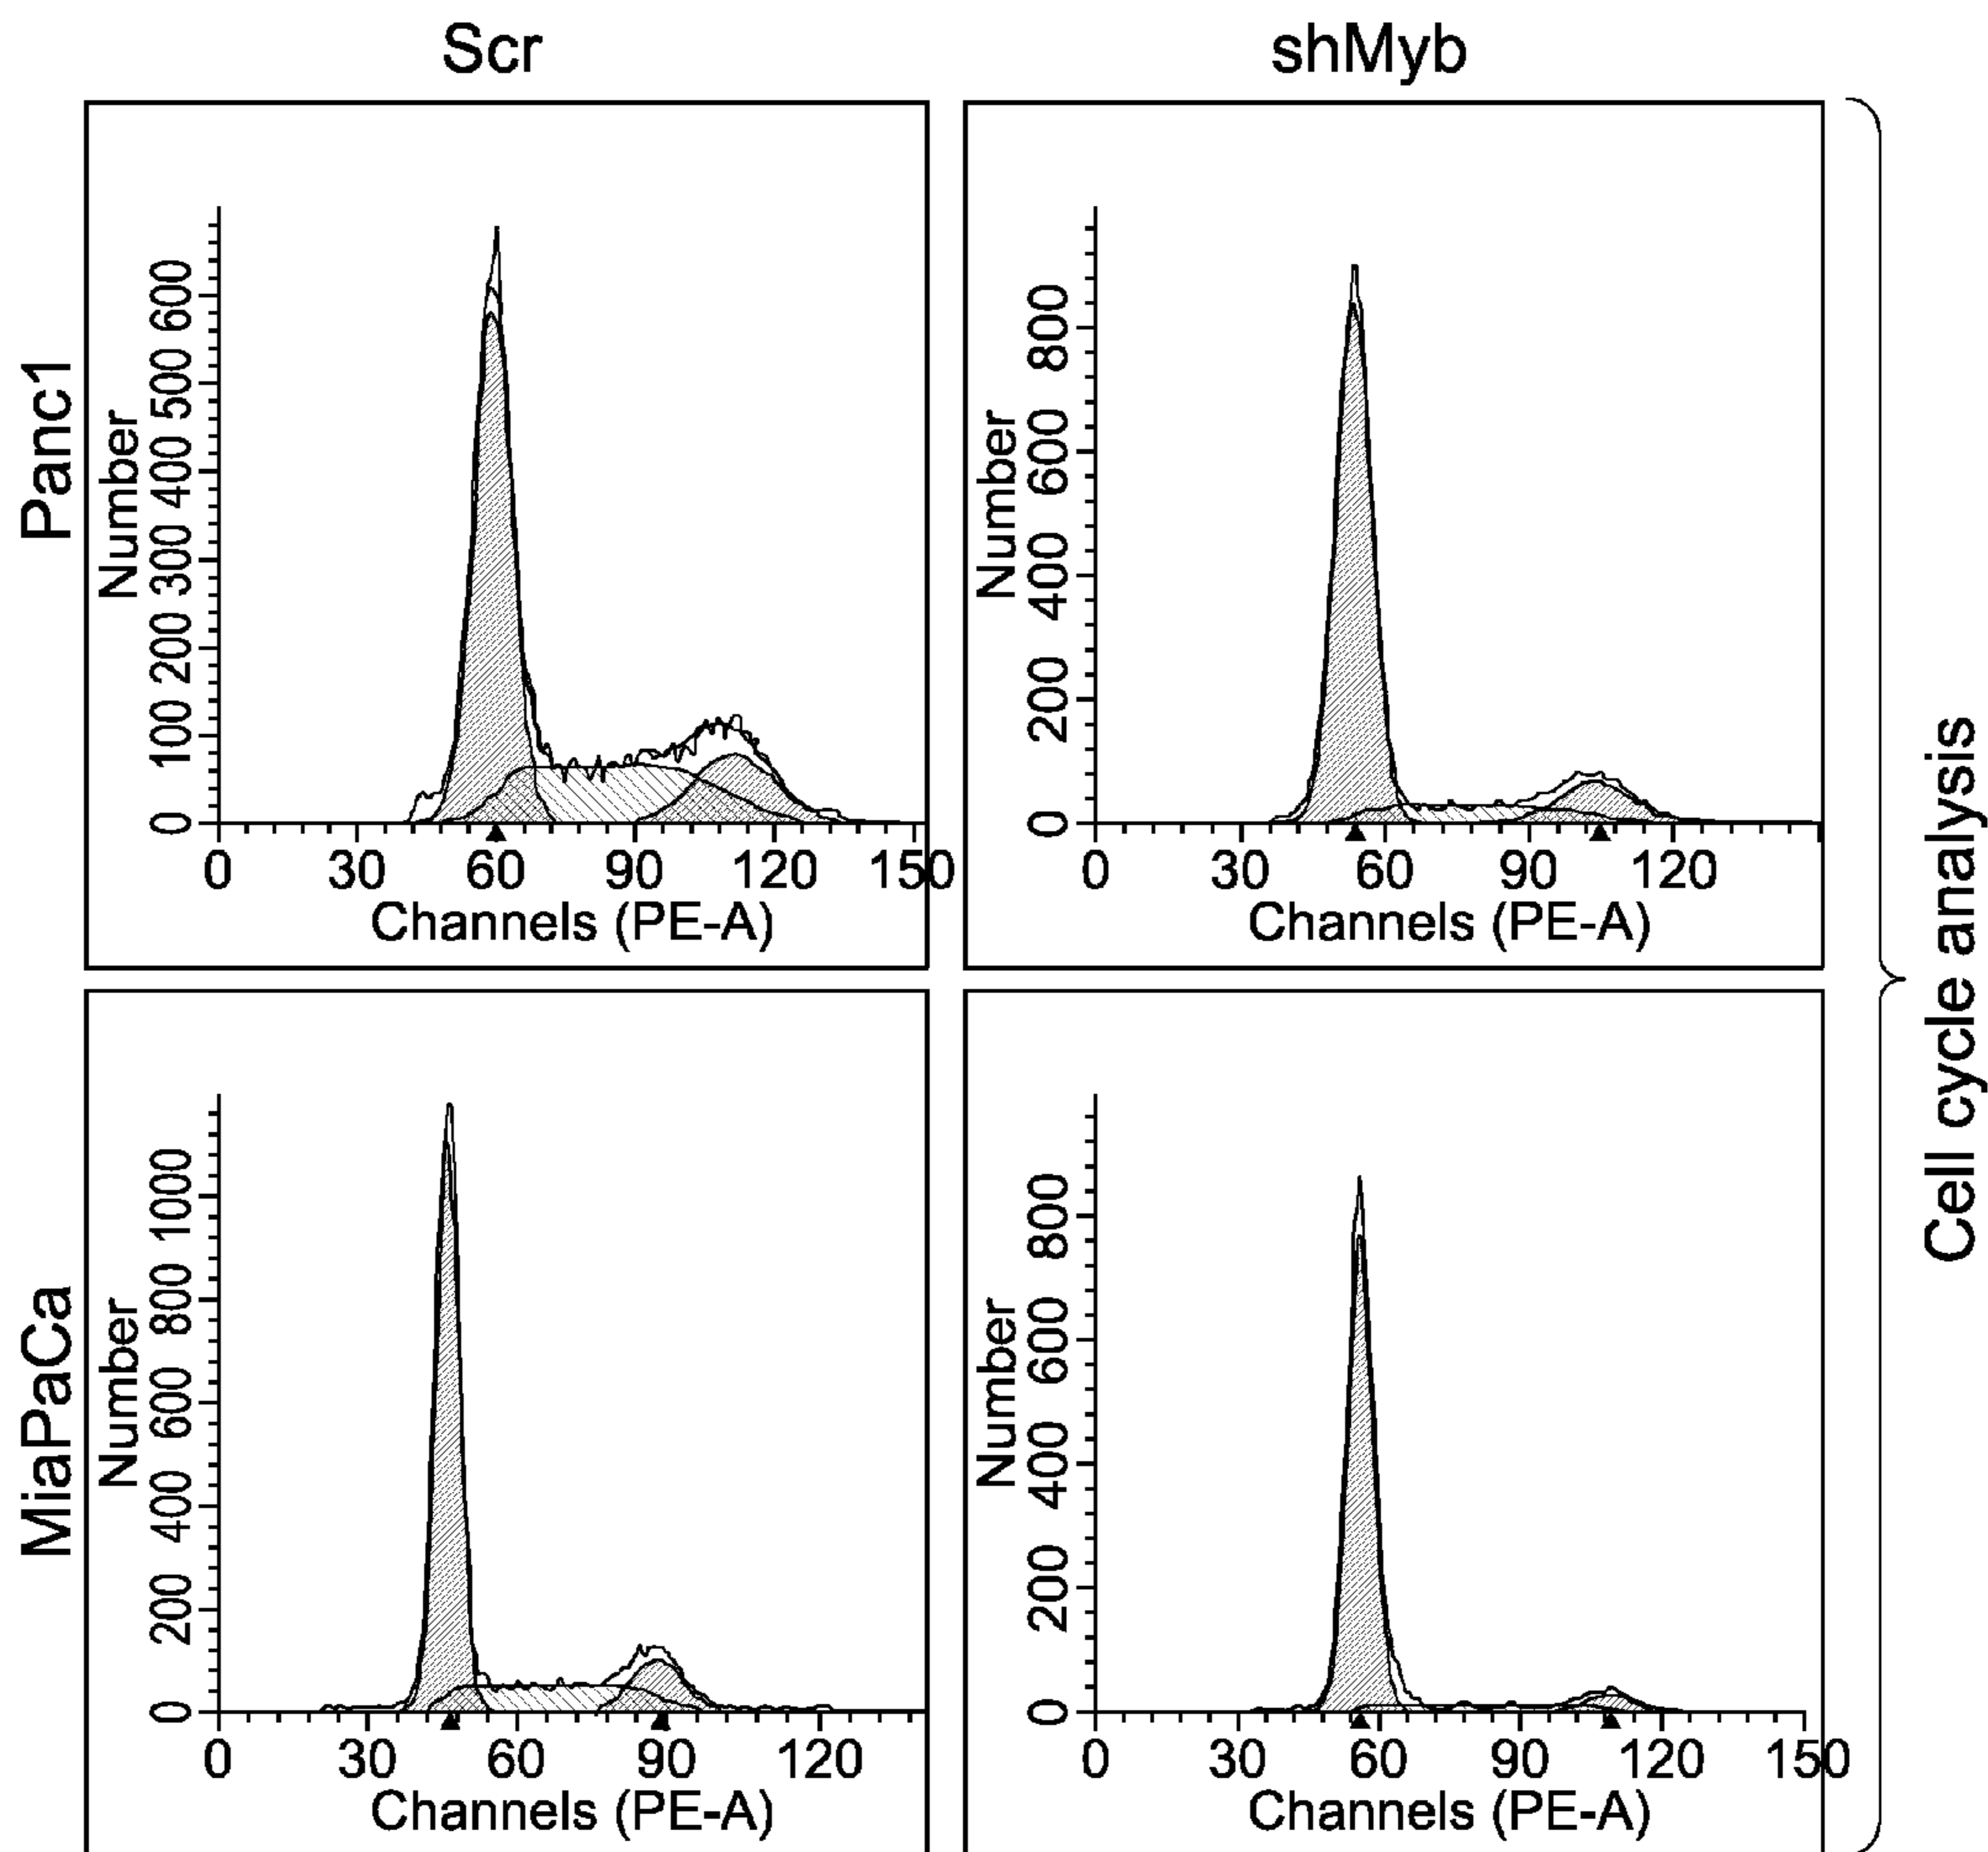 Scr
shMyb
Panc1
Number
0 100 200 300 400 500 600
0 30 60 90 120 150
Channels (PE-A)
Number
0 200 400 600 800
0 30 60 90 120
Channels (PE-A)
MiaPaCa
Number
0 200 400 600 800 1000
0 30 60 90 120
Channels (PE-A)
Number
0 200 400 600 800
0 30 60 90 120 150
Channels (PE-A)
Cell cycle analysis